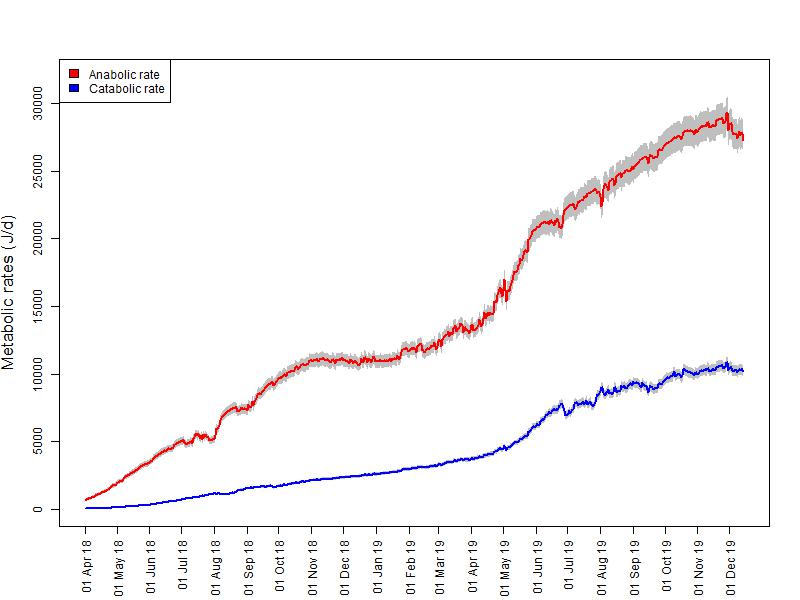 Anabolic rate
Catabolic rate
Metabolic rates (J/d)
30000
25000
20000
15000
10000
5000
0
01 Apr 18
01 May 18
01 Jun 18
01 Jul 18
01 Aug 18
01 Sep 18
01 Oct 18
01 Nov 18
01 Dec 18
01 Jan 19
01 Feb 19
01 Mar 19
01 Apr 19
01 May 19
01 Jun 19
01 Jul 19
01 Aug 19
01 Sep 19
01 Oct 19
01 Nov 19
01 Dec 19